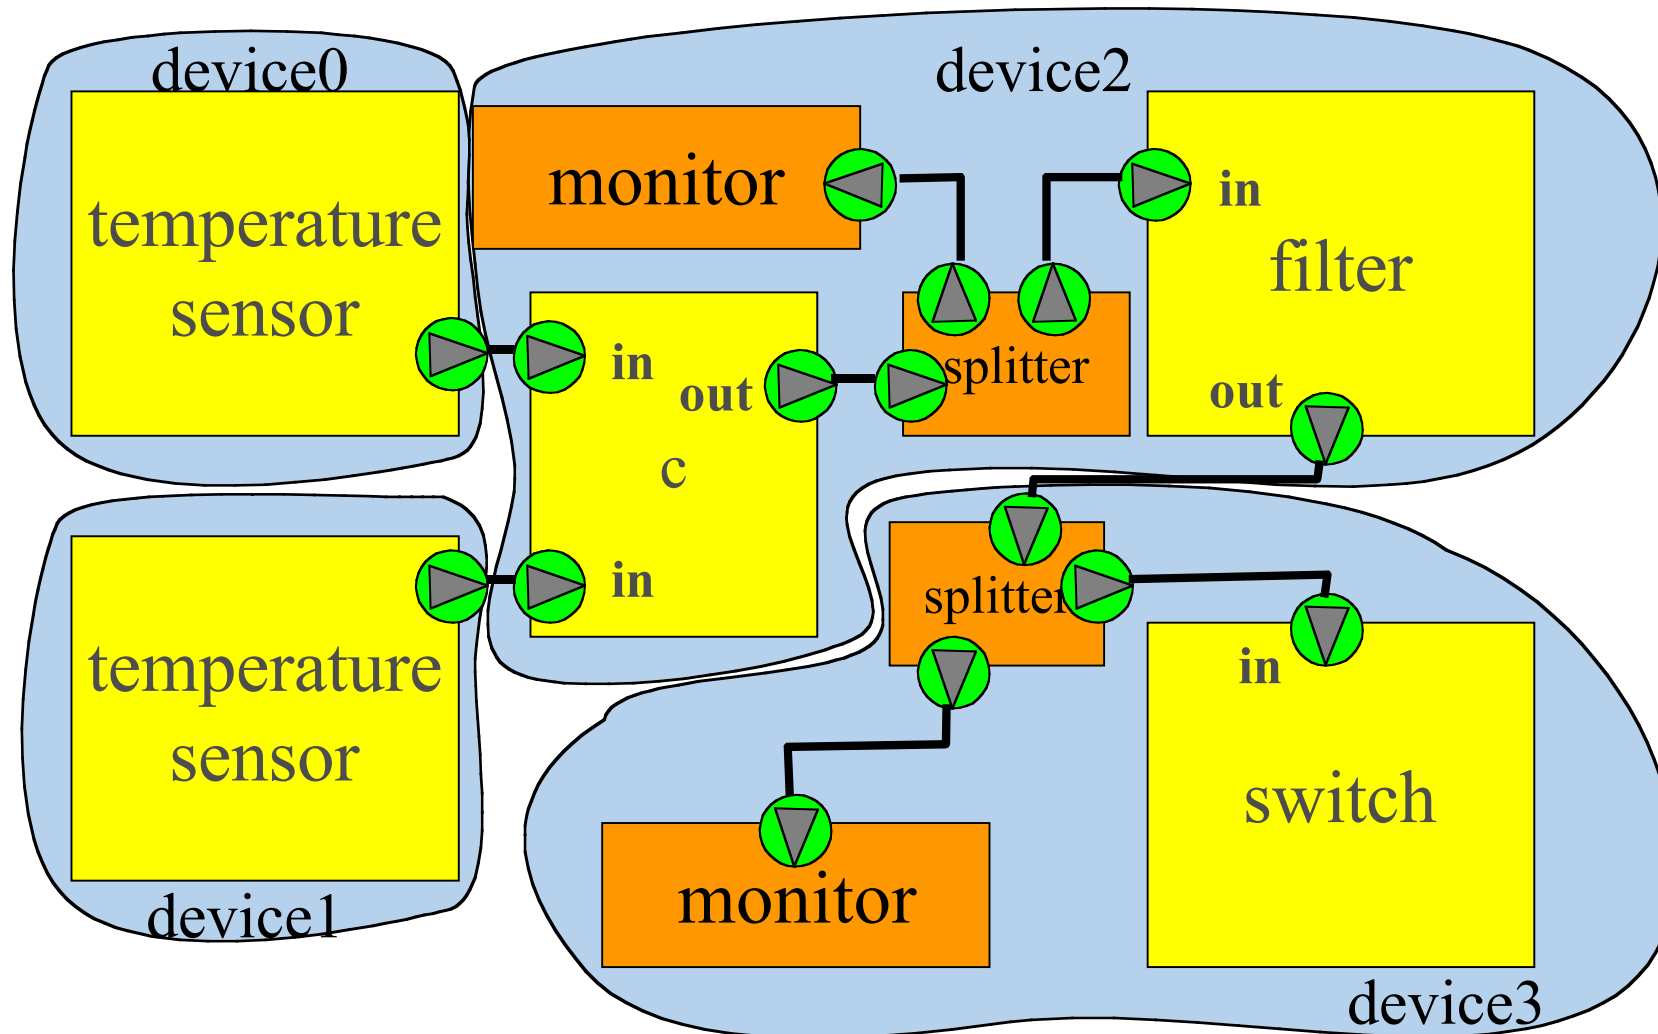 device0
temperature
sensor
device2
monitor
in
filter
out
splitter
in
out
c
in
temperature
sensor
device1
splitter
in
switch
monitor
device3